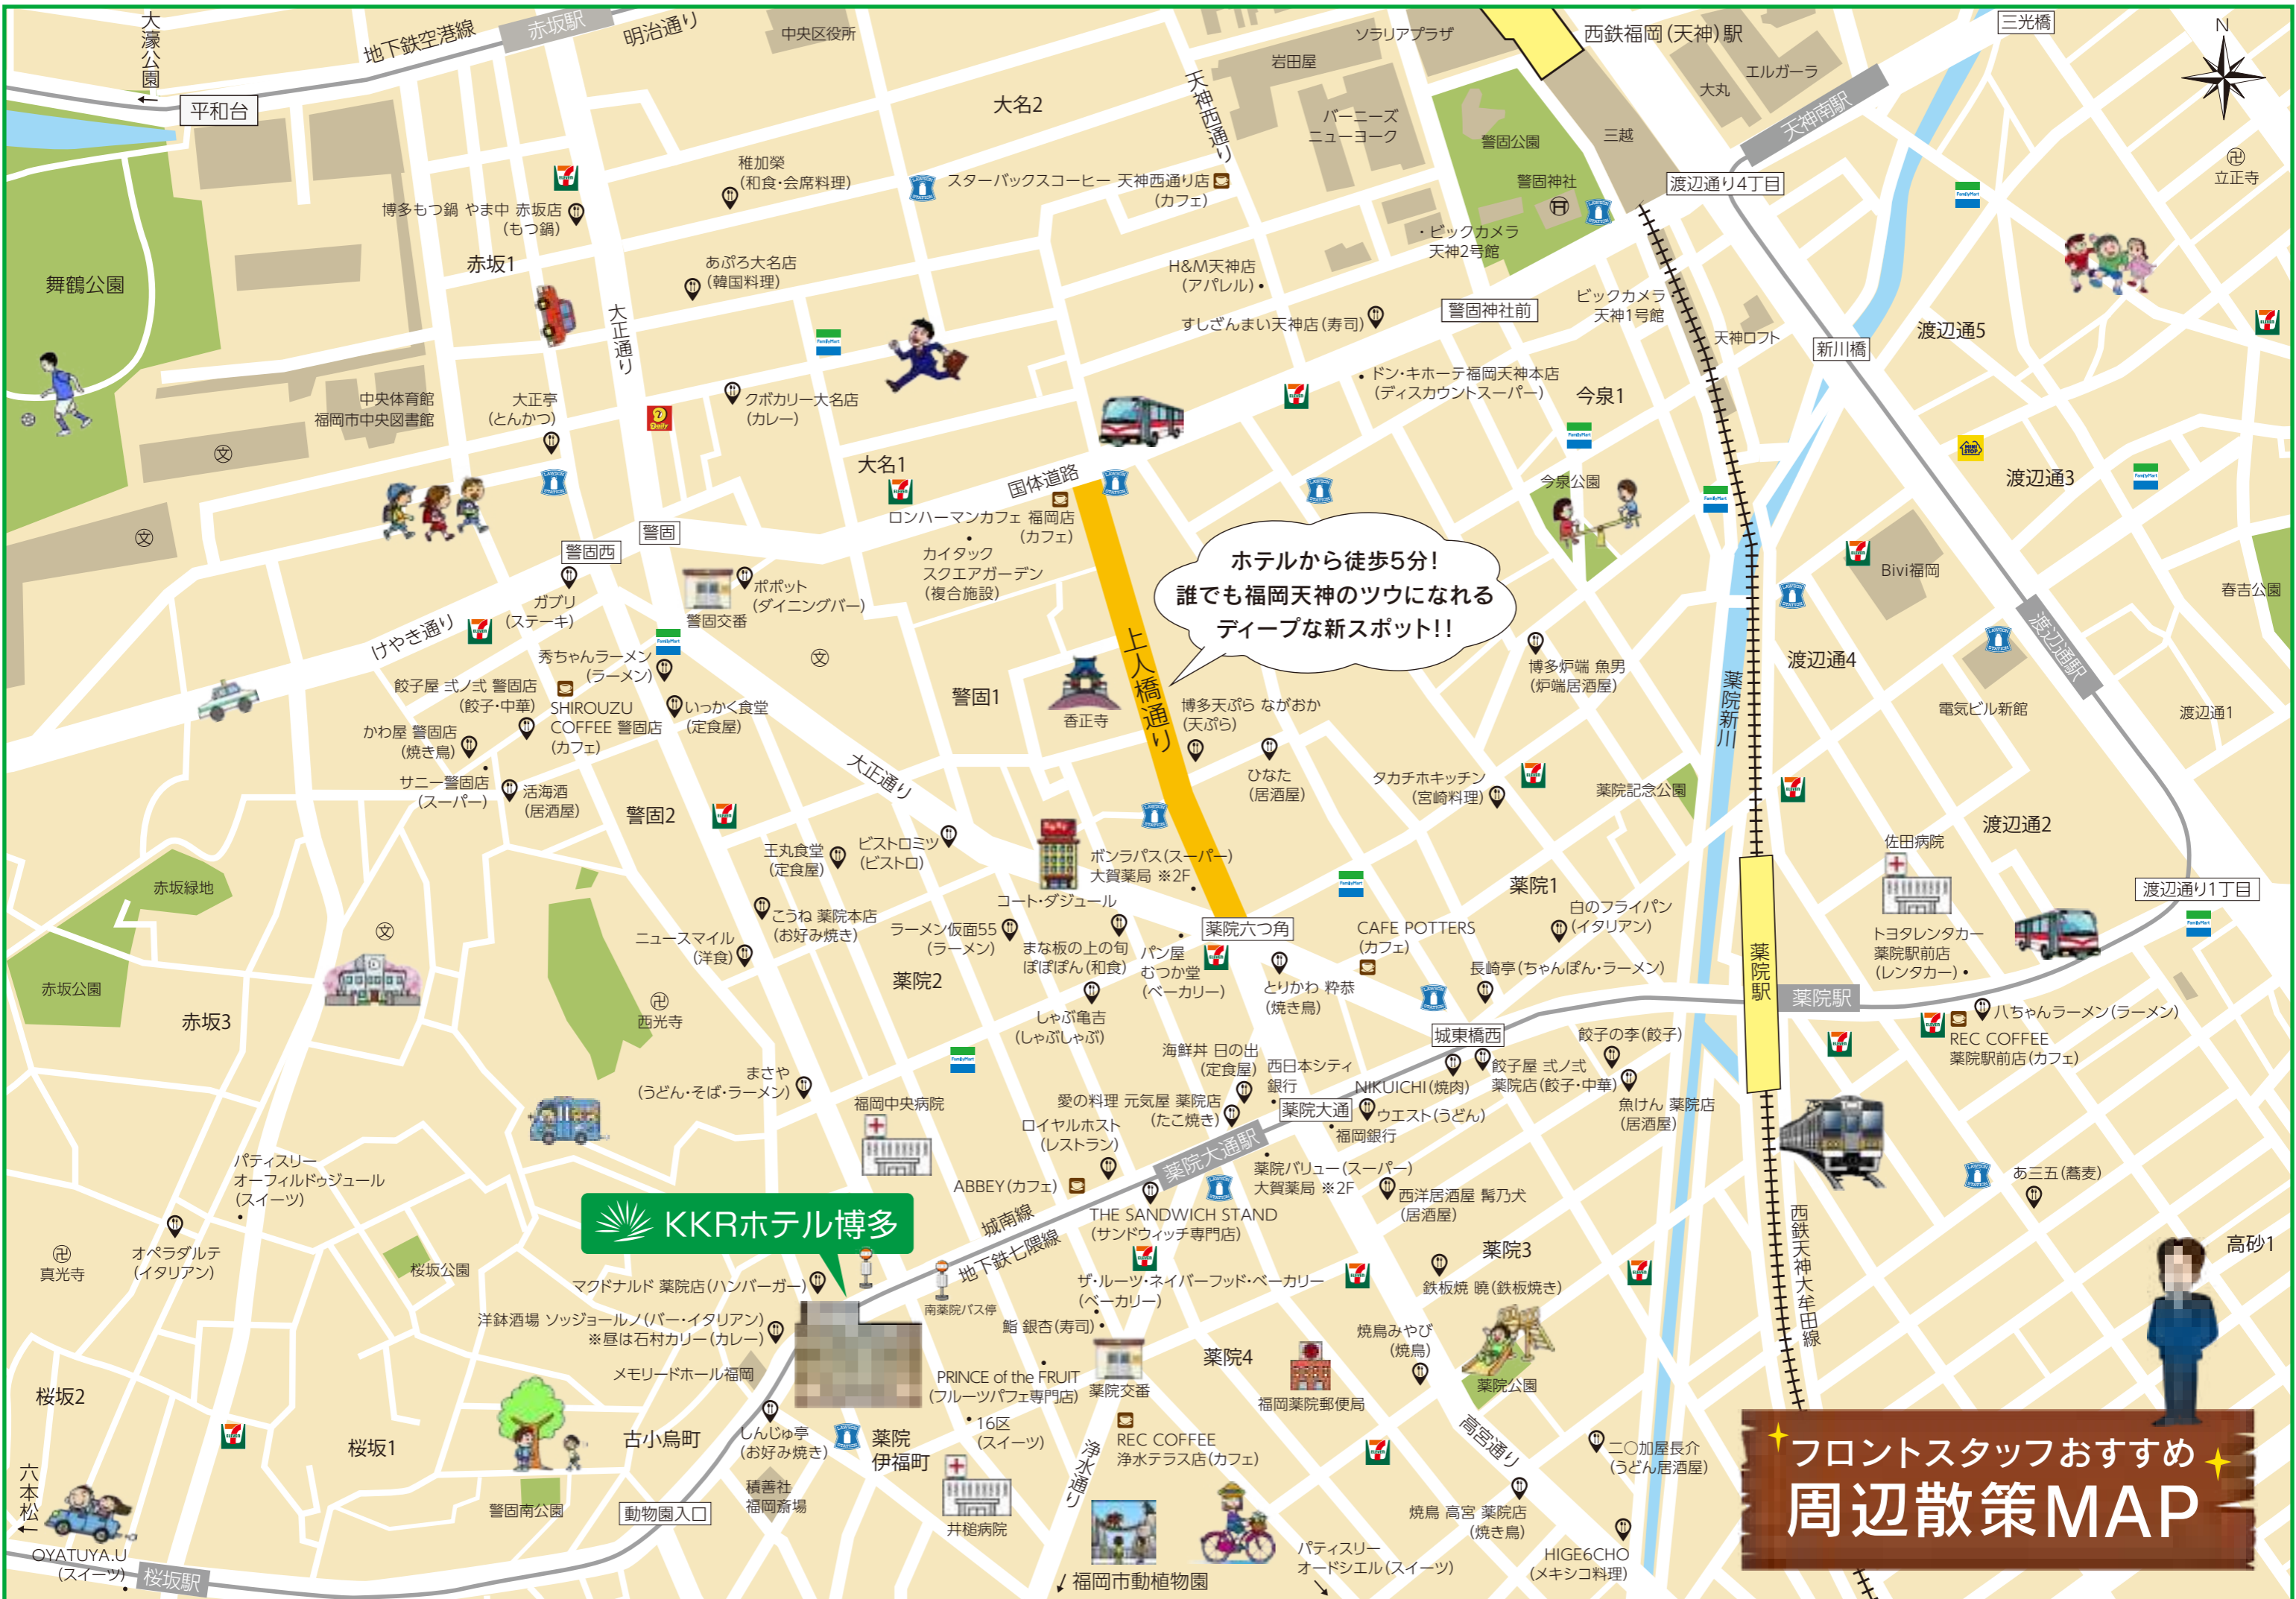 大濠公園
地下鉄空港線
赤坂駅
明治通り
中央区役所
平和台
大名2
天神西通り
岩田屋
ソラリアプラザ
西鉄福岡(天神)駅
バーニーズ
ニューヨーク
大丸
エルガーラ
天神南駅
三光橋
N
三越
警固公園
警固神社
渡辺通り4丁目
立正寺
稚加榮
(和食・会席料理)
スターバックスコーヒー 天神西通り店
(カフェ)
博多もつ鍋 やま中 赤坂店
(もつ鍋)
赤坂1
舞鶴公園
あぷろ大名店
(韓国料理)
大正通り
・ビックカメラ
天神2号館
H&M天神店
(アパレル)・
すしざんまい天神店(寿司)
警固神社前
ビックカメラ
天神1号館
天神ロフト
新川橋
渡辺通5
中央体育館
福岡市中央図書館
大正亭
(とんかつ)
Daily
クボカリー大名店
(カレー)
・ドン・キホーテ福岡天神本店
(ディスカウントスーパー)
今泉1
大名1
国体道路
ロンハーマンカフェ 福岡店
(カフェ)
カイタック
スクエアガーデン
(複合施設)
今泉公園
MINI STOP
渡辺通3
警固
警固西
ガブリ
(ステーキ)
ポポット
(ダイニングバー)
警固交番
けやき通り
ホテルから徒歩5分!
誰でも福岡天神のツウになれる
ディープな新スポット!!
上人橋通り
Bivi福岡
春吉公園
渡辺通駅
渡辺通4
電気ビル新館
渡辺通1
秀ちゃんラーメン
(ラーメン)
餃子屋 弐ノ弐 警固店
(餃子・中華)
SHIROUZU
COFFEE 警固店
(カフェ)
いっかく食堂
(定食屋)
かわ屋 警固店
(焼き鳥)
サニー警固店
(スーパー)
活海酒
(居酒屋)
警固1
香正寺
博多天ぷら ながおか
(天ぷら)
ひなた
(居酒屋)
博多炉端 魚男
(炉端居酒屋)
薬院新川
タカチホキッチン
(宮崎料理)
薬院記念公園
大正通り
警固2
王丸食堂
(定食屋)
ビストロミツ
(ビストロ)
ボンラパス(スーパー)
大賀薬局 ※2F
コート・ダジュール
渡辺通2
佐田病院
渡辺通り1丁目
赤坂緑地
赤坂公園
赤坂3
こうね 薬院本店
(お好み焼き)
ニュースマイル
(洋食)
西光寺
ラーメン仮面55
(ラーメン)
薬院2
まな板の上の旬
ぽぽぽん(和食)
パン屋
むつか堂
(ベーカリー)
薬院六つ角
薬院1
CAFE POTTERS
(カフェ)
白のフライパン
(イタリアン)
とりかわ 粋恭
(焼き鳥)
長崎亭(ちゃんぽん・ラーメン)
薬院駅
薬院駅
トヨタレンタカー
薬院駅前店
(レンタカー)・
八ちゃんラーメン(ラーメン)
REC COFFEE
薬院駅前店(カフェ)
しゃぶ亀吉
(しゃぶしゃぶ)
まさや
(うどん・そば・ラーメン)
海鮮丼 日の出
(定食屋)
西日本シティ
銀行
城東橋西
NIKUICHI(焼肉)
餃子屋 弐ノ弐
薬院店(餃子・中華)
餃子の李(餃子)
魚けん 薬院店
(居酒屋)
福岡中央病院
愛の料理 元気屋 薬院店
(たこ焼き)
薬院大通
ウエスト(うどん)
福岡銀行
ロイヤルホスト
(レストラン)
薬院大通駅
薬院バリュー(スーパー)
大賀薬局 ※2F
西洋居酒屋 髯乃犬
(居酒屋)
あ三五(蕎麦)
パティスリー
オーフィルドゥジュール
(スイーツ)
オペラダルテ
(イタリアン)
真光寺
桜坂公園
KKRホテル博多
ABBEY(カフェ)
城南線
地下鉄七隈線
THE SANDWICH STAND
(サンドウィッチ専門店)
ザ・ルーツ・ネイバーフッド・ベーカリー
(ベーカリー)
薬院3
鉄板焼 暁(鉄板焼き)
西鉄天神大牟田線
高砂1
マクドナルド 薬院店(ハンバーガー)
南薬院バス停
洋鉢酒場 ソッジョールノ(バー・イタリアン)
※昼は石村カリー(カレー)
鮨 銀杏(寿司)・
メモリードホール福岡
PRINCE of the FRUIT
(フルーツパフェ専門店)
薬院交番
薬院4
福岡薬院郵便局
焼鳥みやび
(焼鳥)
薬院公園
桜坂2
桜坂1
古小烏町
しんじゅ亭
(お好み焼き)
薬院
伊福町
・16区
(スイーツ)
REC COFFEE
浄水テラス店(カフェ)
浄水通り
高宮通り
二〇加屋長介
(うどん居酒屋)
六本松
警固南公園
動物園入口
積善社
福岡斎場
井槌病院
焼鳥 高宮 薬院店
(焼き鳥)
HIGE6CHO
(メキシコ料理)
パティスリー
オードシエル(スイーツ)
OYATUYA.U
(スイーツ)
桜坂駅
福岡市動植物園
フロントスタッフおすすめ
周辺散策MAP